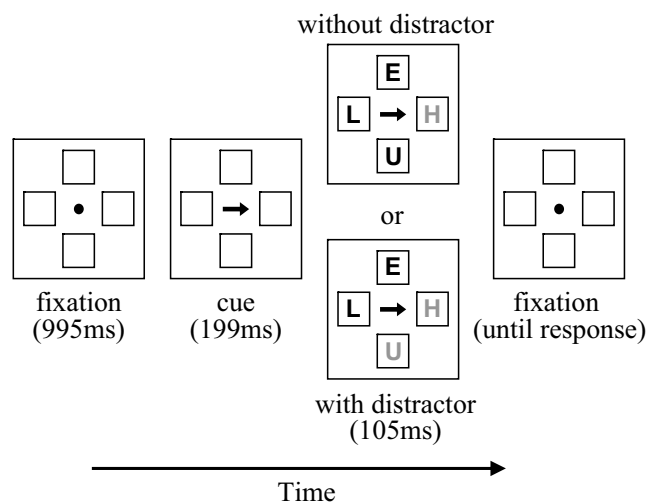 without distractor
E
L H
U
or
E
L H
U
with distractor
(105ms)
fixation
(995ms)
cue
(199ms)
fixation
(until response)
Time